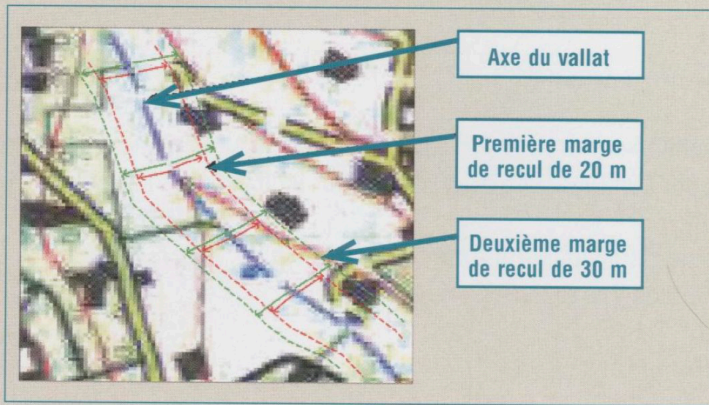 Axe du vallat
Première marge
de recul de 20 m
Deuxième marge
de recul de 30 m